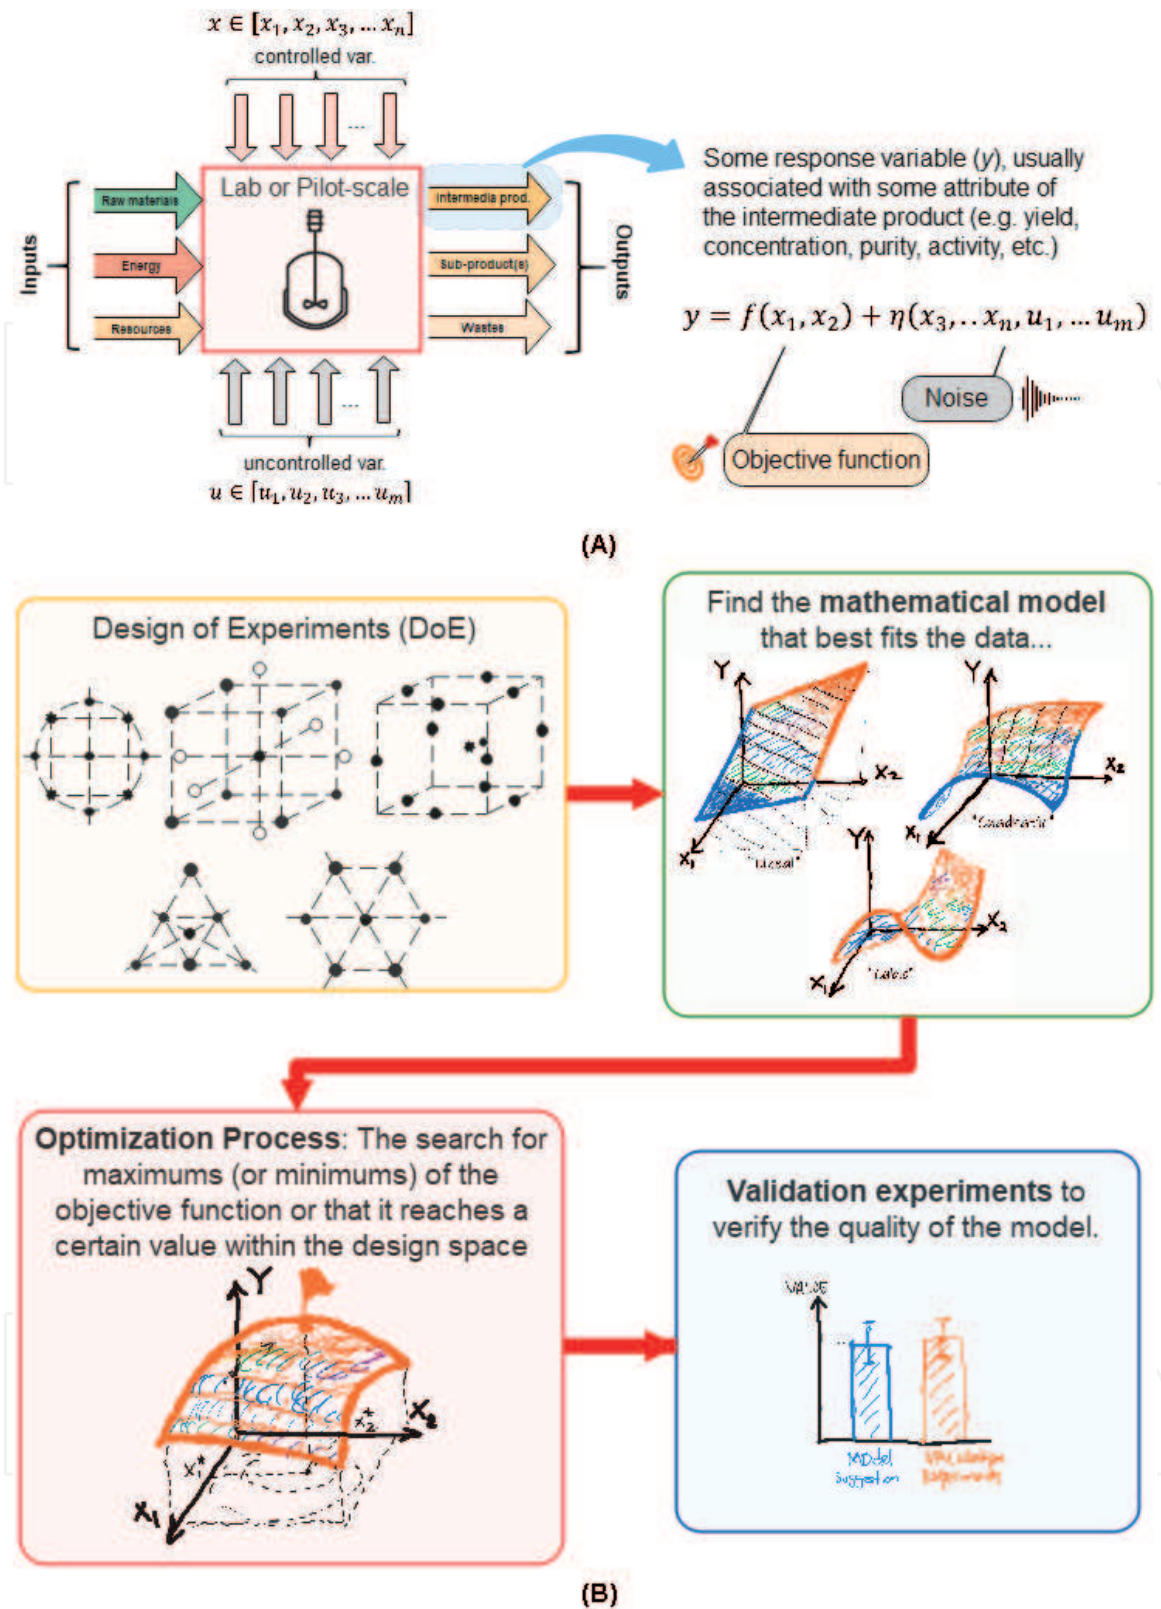 x ∈ [x₁, x₂, x₃, ... xₙ]
controlled var.
...
Lab or Pilot-scale
Inputs
Raw materials
Energy
Resources
Intermedia prod.
Sub-product(s)
Wastes
Outputs
...
uncontrolled var.
u ∈ [u₁, u₂, u₃, ... uₘ]
Some response variable (y), usually
associated with some attribute of
the intermediate product (e.g. yield,
concentration, purity, activity, etc.)
y = f(x₁, x₂) + η(x₃, .. xₙ, u₁, ... uₘ)
Noise
Objective function
(A)
Design of Experiments (DoE)
Find the mathematical model
that best fits the data...
Y
X₂
X₁
Y
X₂
X₁
Y
X₂
X₁
Optimization Process: The search for
maximums (or minimums) of the
objective function or that it reaches a
certain value within the design space
Y
X₂*
X₂
X₁*
X₁
Validation experiments to
verify the quality of the model.
VALUE
Model
Suggestion
(B)